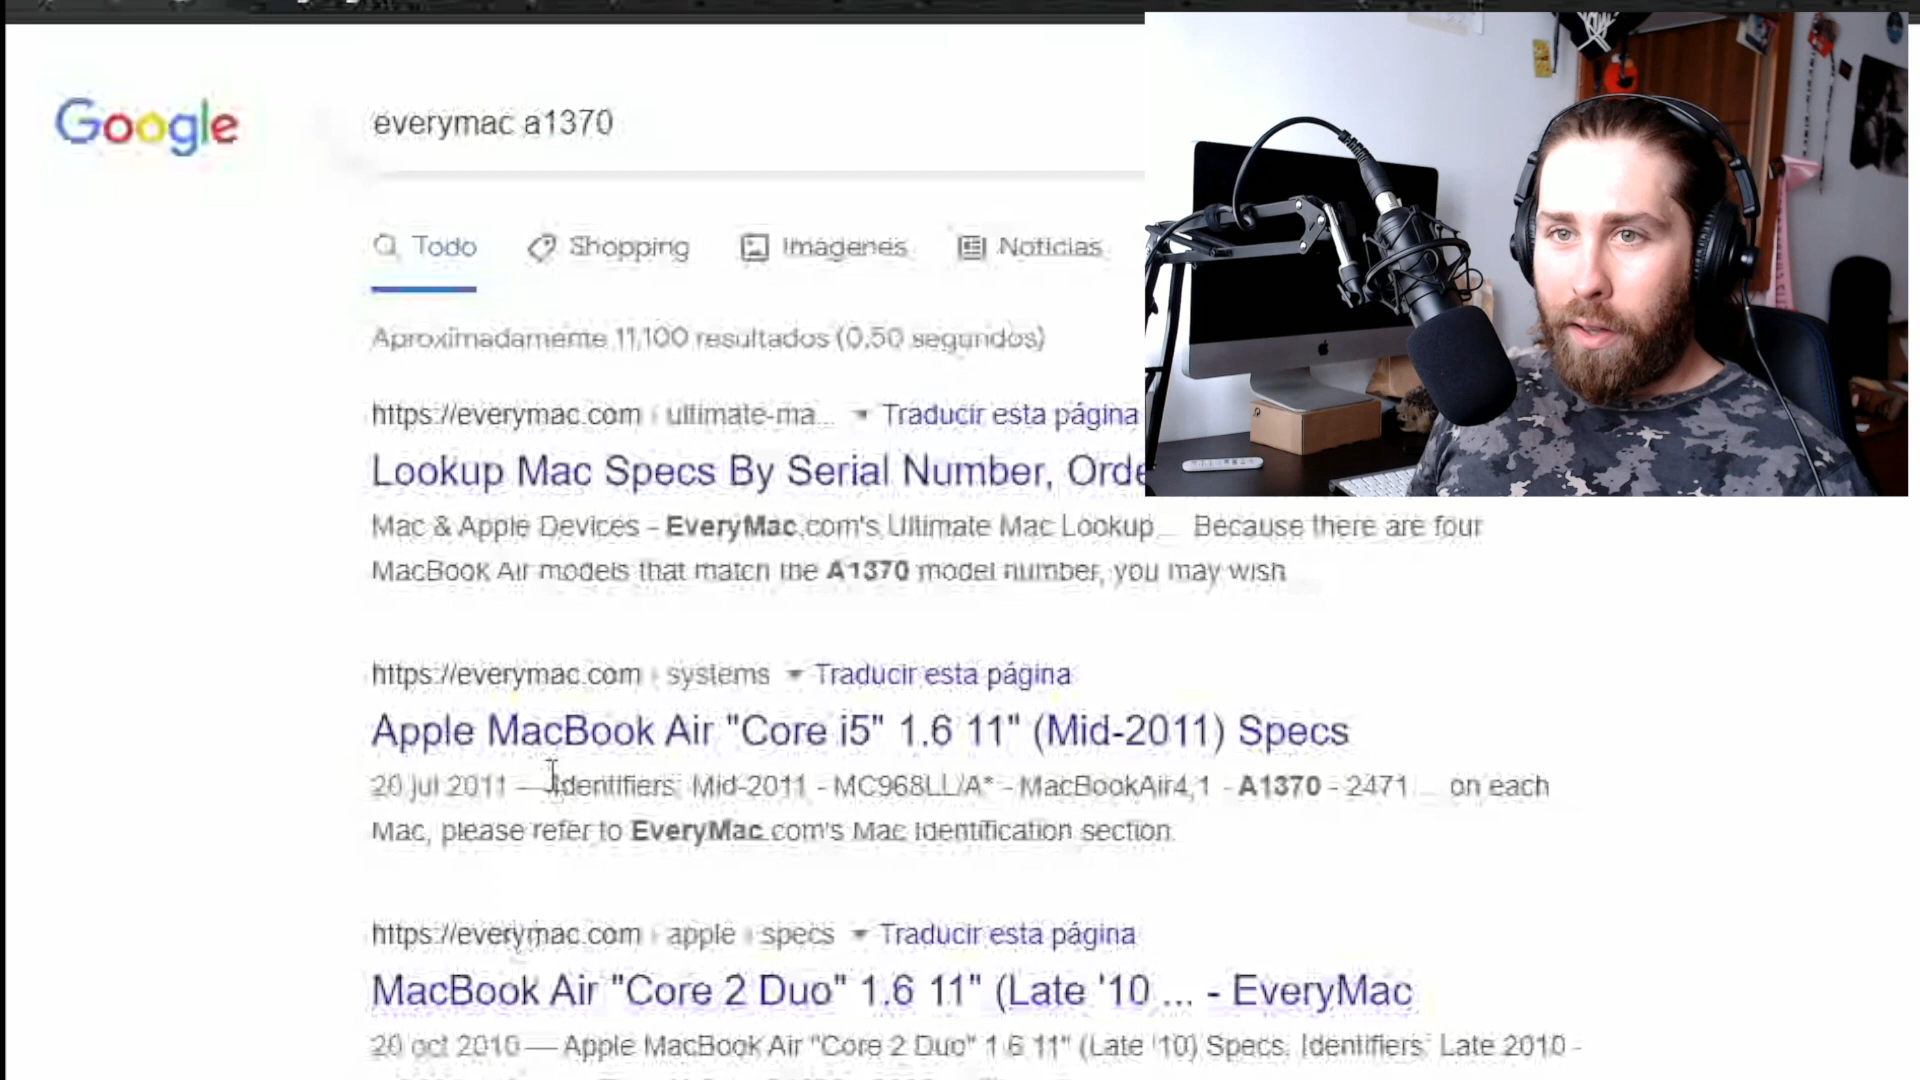 Google
everymac a1370
Todo Shopping Imágenes Noticias
Aproximadamente 11,100 resultados (0.50 segundos)
https://everymac.com › ultimate-ma... Traducir esta página
Lookup Mac Specs By Serial Number, Orde
Mac & Apple Devices - EveryMac.com's Ultimate Mac Lookup ... Because there are four
MacBook Air models that match the A1370 model number, you may wish
https://everymac.com › systems Traducir esta página
Apple MacBook Air "Core i5" 1.6 11" (Mid-2011) Specs
20 jul 2011 — Identifiers: Mid-2011 - MC968LL/A* - MacBookAir4,1 - A1370 - 2471 ... on each
Mac, please refer to EveryMac.com's Mac Identification section.
https://everymac.com › apple › specs Traducir esta página
MacBook Air "Core 2 Duo" 1.6 11" (Late '10 ... - EveryMac
20 oct 2010 — Apple MacBook Air "Core 2 Duo" 1.6 11" (Late '10) Specs. Identifiers: Late 2010 -